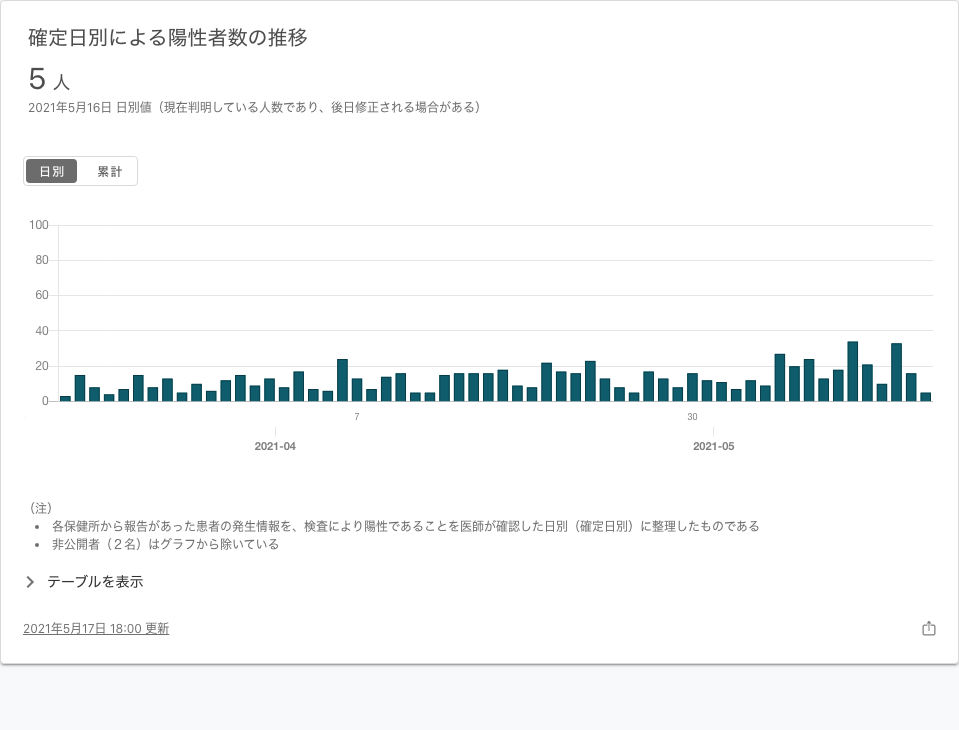 確定日別による陽性者数の推移
5 人
2021年5月16日 日別値（現在判明している人数であり、後日修正される場合がある）
日別 累計
100
80
60
40
20
0
7 30
2021-04 2021-05
（注）
• 各保健所から報告があった患者の発生情報を、検査により陽性であることを医師が確認した日別（確定日別）に整理したものである
• 非公開者（２名）はグラフから除いている
テーブルを表示
2021年5月17日 18:00 更新